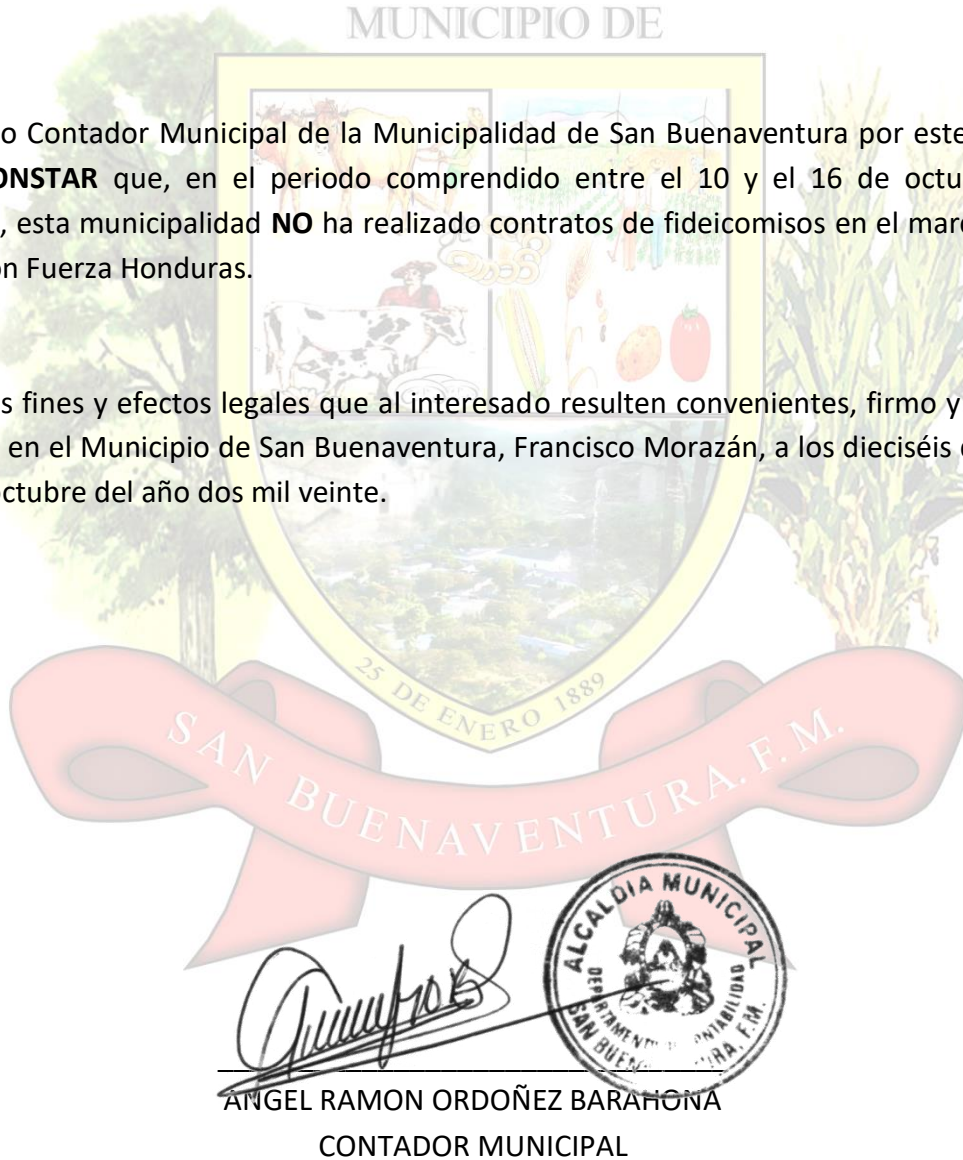 MUNICIPIO DE
o Contador Municipal de la Municipalidad de San Buenaventura por este
ONSTAR que, en el periodo comprendido entre el 10 y el 16 de octu
, esta municipalidad NO ha realizado contratos de fideicomisos en el mar
on Fuerza Honduras.
s fines y efectos legales que al interesado resulten convenientes, firmo y
en el Municipio de San Buenaventura, Francisco Morazán, a los dieciséis
octubre del año dos mil veinte.
25 DE ENERO 1889
SAN BUENAVENTURA. F. M.
ALCALDIA MUNICIPAL
SAN F.M.
ANGEL RAMON ORDOÑEZ BARAHONA
CONTADOR MUNICIPAL